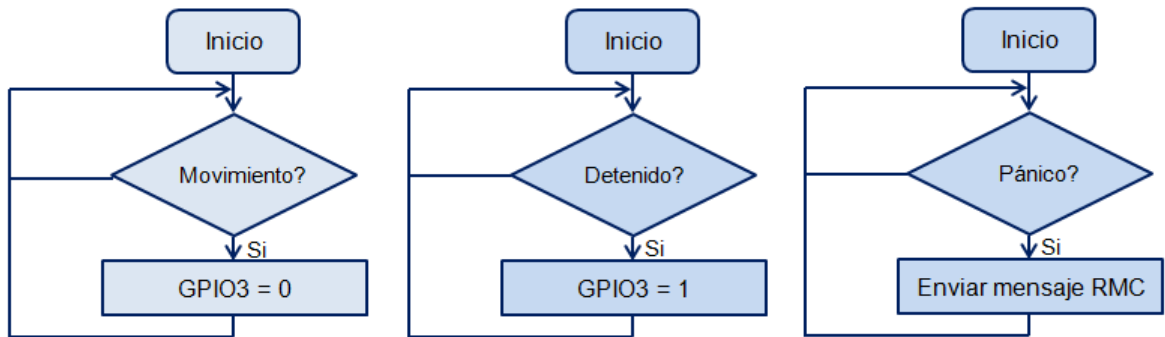 Inicio
Movimiento?
Si
GPIO3 = 0
Inicio
Detenido?
Si
GPIO3 = 1
Inicio
Pánico?
Si
Enviar mensaje RMC